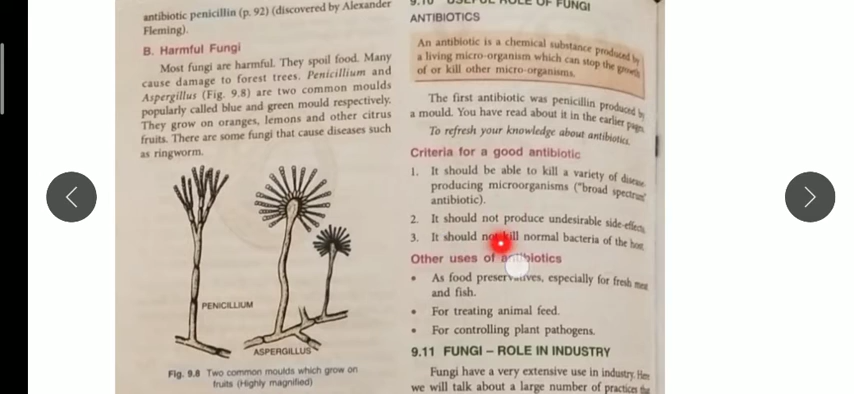 antibiotic penicillin (p. 92) (discovered by Alexander
Fleming).
B. Harmful Fungi
Most fungi are harmful. They spoil food. Many
cause damage to forest trees. Penicillium and
Aspergillus (Fig. 9.8) are two common moulds
popularly called blue and green mould respectively.
They grow on oranges, lemons and other citrus
fruits. There are some fungi that cause diseases such
as ringworm.
PENICILLIUM
ASPERGILLUS
Fig. 9.8 Two common moulds which grow on
fruits (Highly magnified)
9.10 USEFUL ROLE OF FUNGI
ANTIBIOTICS
An antibiotic is a chemical substance produced by
a living micro-organism which can stop the growth
of or kill other micro-organisms.
The first antibiotic was penicillin produced by
a mould. You have read about it in the earlier pages.
To refresh your knowledge about antibiotics.
Criteria for a good antibiotic
1. It should be able to kill a variety of disease
producing microorganisms ("broad spectrum"
antibiotic).
2. It should not produce undesirable side-effects.
3. It should not kill normal bacteria of the host.
Other uses of antibiotics
• As food preservatives, especially for fresh meat
and fish.
• For treating animal feed.
• For controlling plant pathogens.
9.11 FUNGI – ROLE IN INDUSTRY
Fungi have a very extensive use in industry. Here
we will talk about a large number of practices that